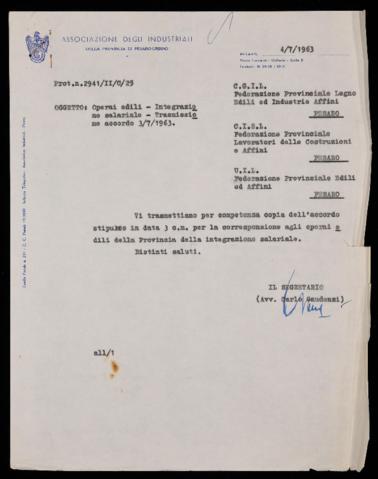 ASSOCIAZIONE DEGLI INDUSTRIALI
DELLA PROVINCIA DI PESARO-URBINO
4/7/1963
Prot.n.2941/II/C/29
OGGETTO: Operai edili - Integrazio
ne salariale - Trasmissio
ne accordo 3/7/1963.
C.G.I.L.
Federazione Provinciale Legno
Edili ed Industrie Affini
PESARO
C.I.S.L.
Federazione Provinciale
Lavoratori delle Costruzioni
e Affini
PESARO
U.I.L.
Federazione Provinciale Edili
ed Affini
PESARO
Vi trasmettiamo per competenza copia dell'accordo
stipulato in data 3 c.m. per la corresponsione agli operai e
dili della Provincia della integrazione salariale.
Distinti saluti.
IL SEGRETARIO
(Avv. Carlo Gaudenzi)
all/1